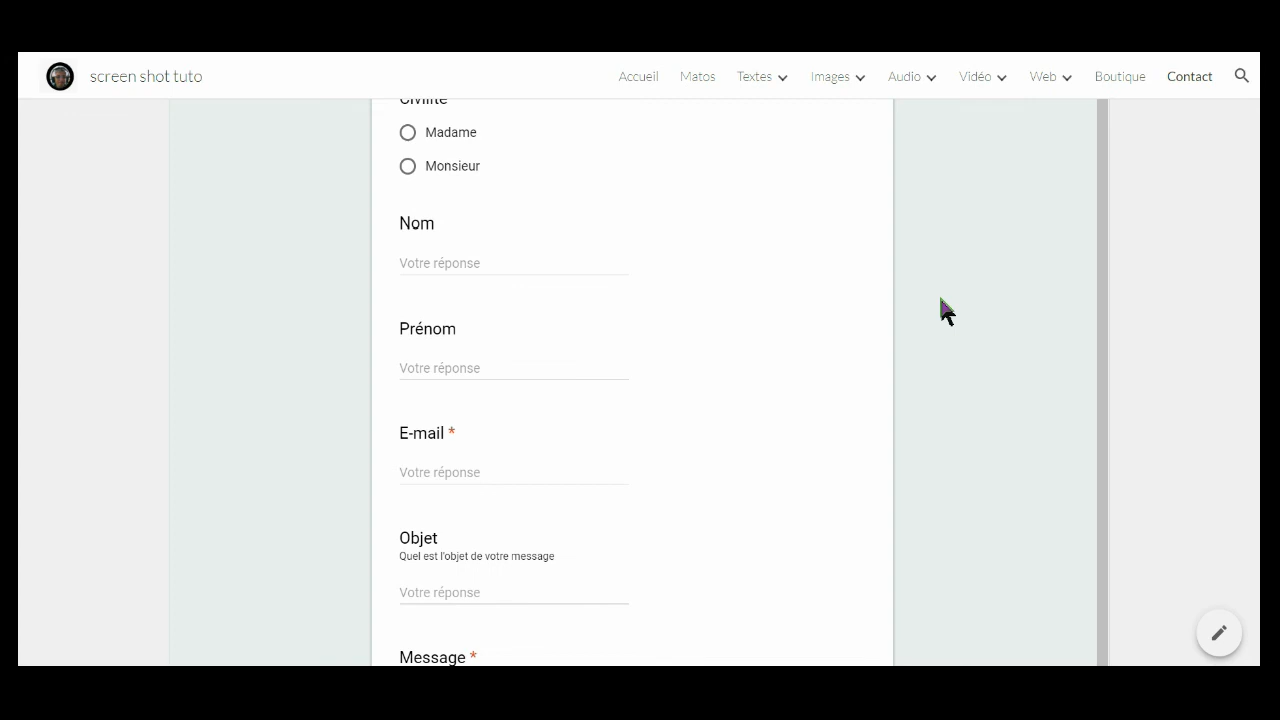 screen shot tuto
Accueil Matos Textes Images Audio Vidéo Web Boutique Contact
Civilité
Madame
Monsieur
Nom
Votre réponse
Prénom
Votre réponse
E-mail *
Votre réponse
Objet
Quel est l'objet de votre message
Votre réponse
Message *